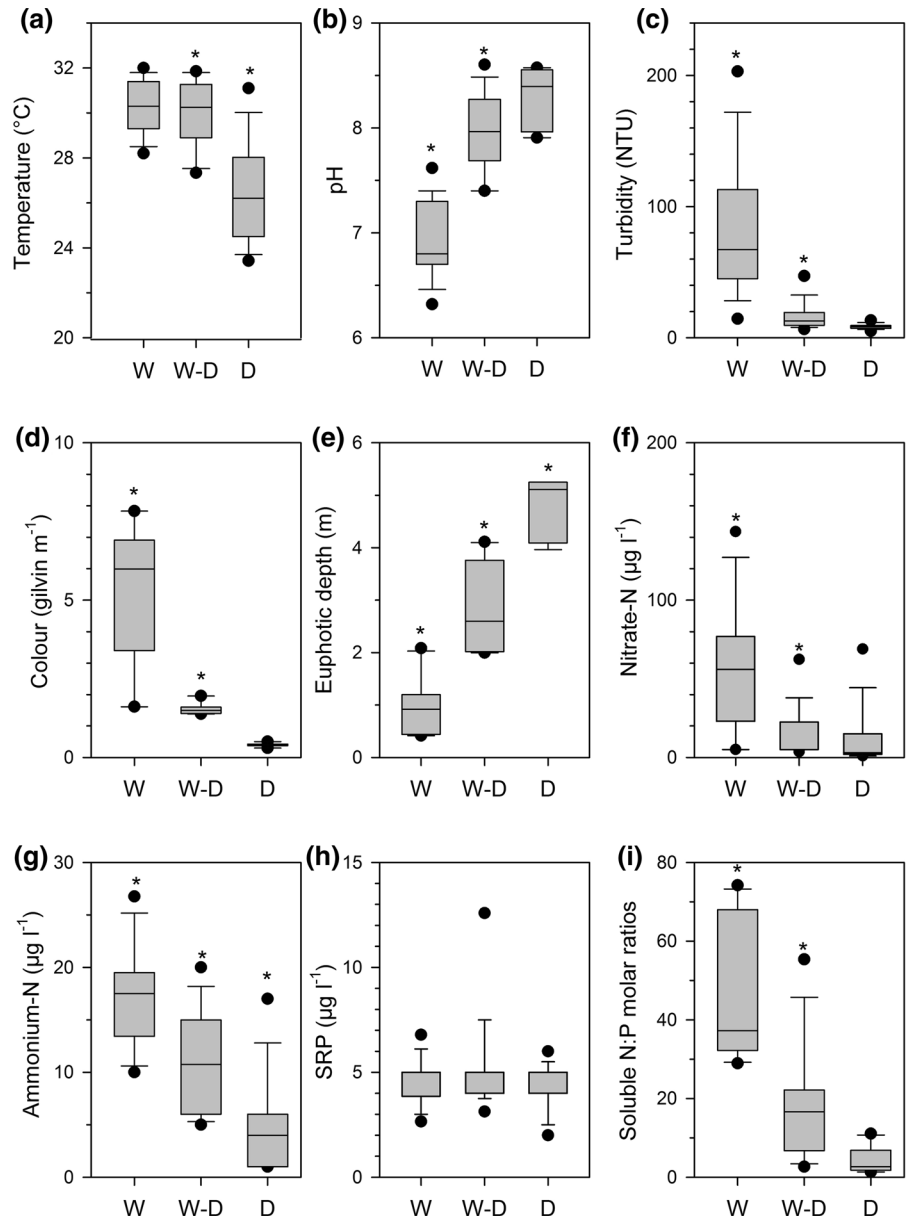 (a)
Temperature (°C)
32
28
24
20
*
*
W
W-D
D
(b)
pH
9
8
7
6
*
*
W
W-D
D
(c)
Turbidity (NTU)
200
100
0
*
*
W
W-D
D
(d)
Colour (gilvin m⁻¹)
10
5
0
*
*
W
W-D
D
(e)
Euphotic depth (m)
6
4
2
0
*
*
*
W
W-D
D
(f)
Nitrate-N (µg l⁻¹)
200
100
0
*
*
W
W-D
D
(g)
Ammonium-N (µg l⁻¹)
30
20
10
0
*
*
*
W
W-D
D
(h)
SRP (µg l⁻¹)
15
10
5
0
W
W-D
D
(i)
Soluble N:P molar ratios
80
60
40
20
0
*
*
W
W-D
D